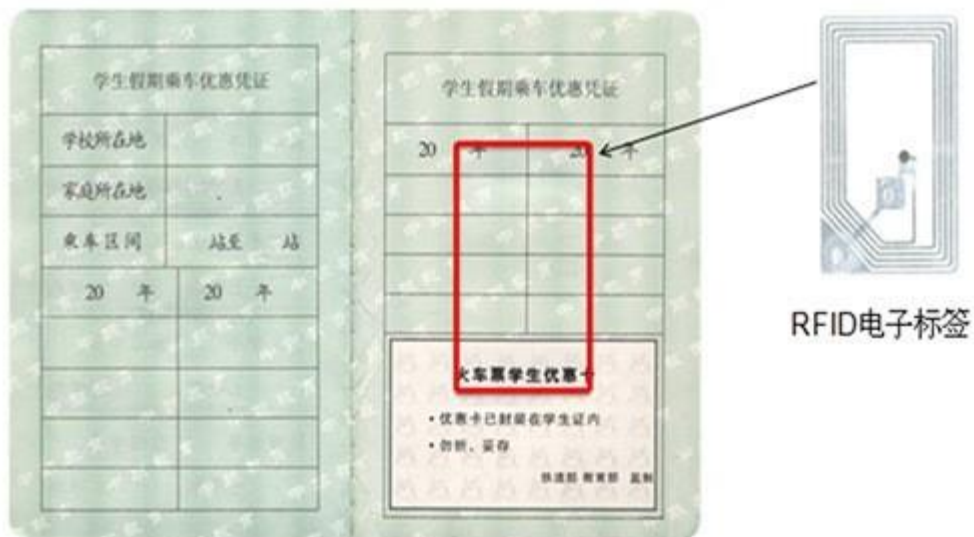 学生假期乘车优惠凭证
学校所在地
家庭所在地
乘车区间 站至 站
20 年 20 年
学生假期乘车优惠凭证
20 年 20 年
火车票学生优惠卡
·优惠卡已封装在学生证内
·勿折、妥存
铁道部 教育部 监制
RFID电子标签